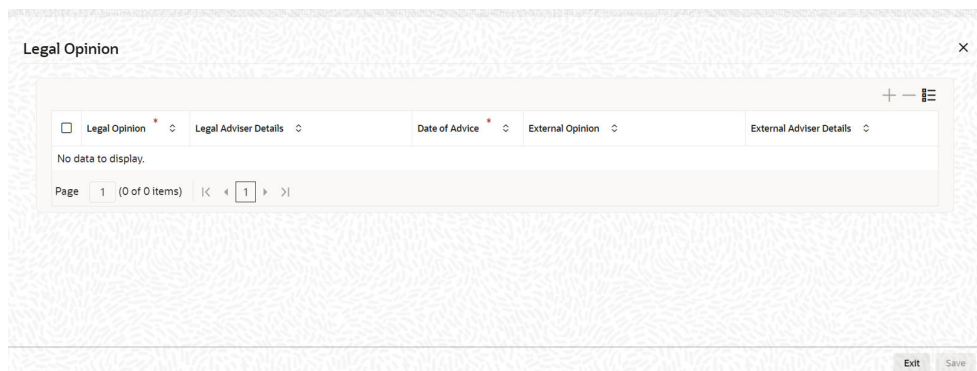 Legal Opinion
Legal Opinion * Legal Adviser Details Date of Advice * External Opinion External Adviser Details
No data to display.
Page 1 (0 of 0 items) 1
Exit Save